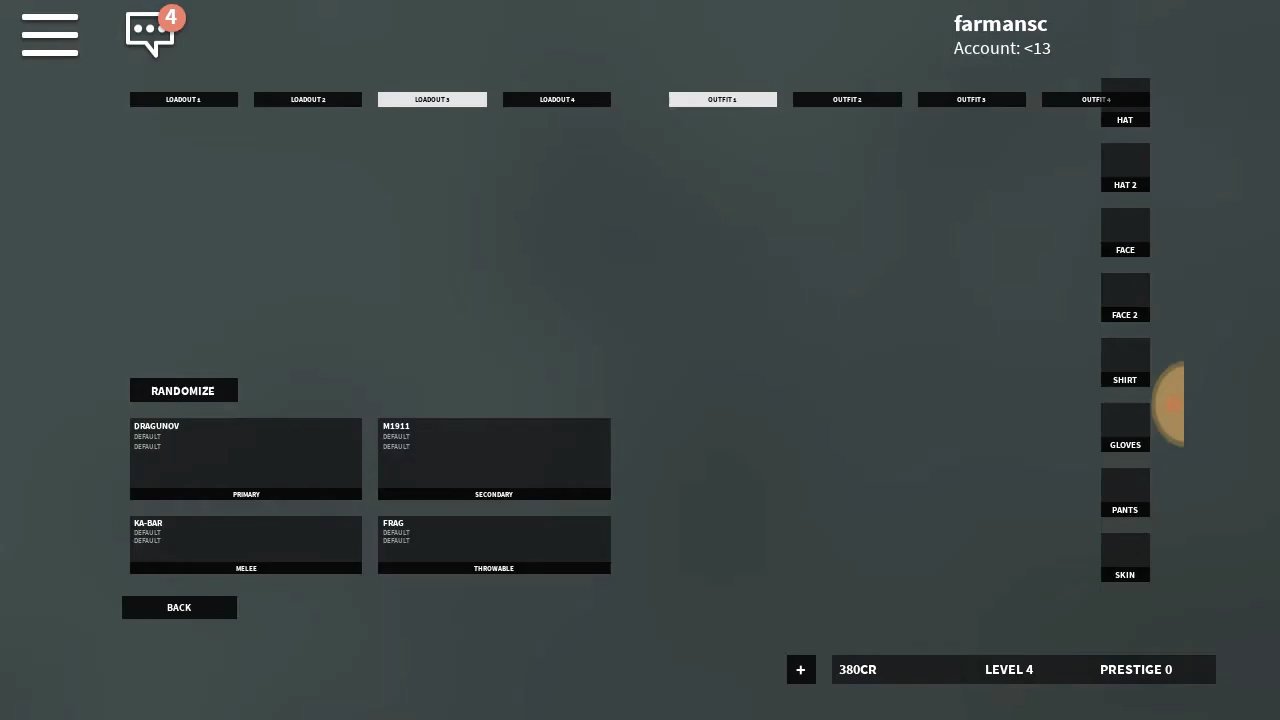 4
farmansc
Account: <13
LOADOUT 1
LOADOUT 2
LOADOUT 3
LOADOUT 4
OUTFIT 1
OUTFIT 2
OUTFIT 3
OUTFIT 4
HAT
HAT 2
FACE
FACE 2
SHIRT
GLOVES
PANTS
SKIN
RANDOMIZE
DRAGUNOV
DEFAULT
DEFAULT
PRIMARY
M1911
DEFAULT
DEFAULT
SECONDARY
KA-BAR
DEFAULT
DEFAULT
MELEE
FRAG
DEFAULT
DEFAULT
THROWABLE
BACK
+
380CR
LEVEL 4
PRESTIGE 0